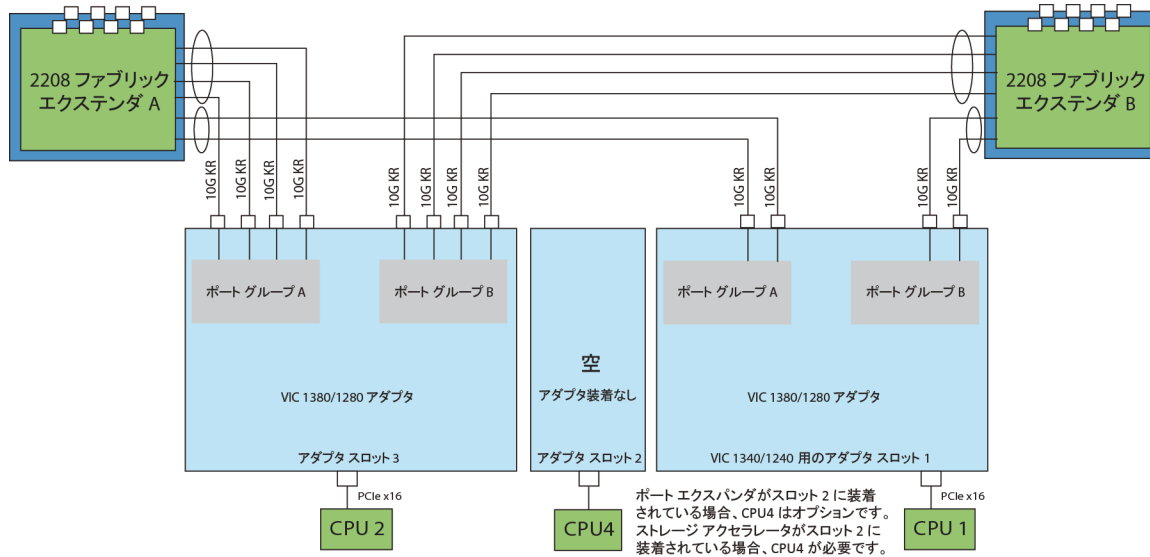 2208 ファブリック
エクステンダ A
2208 ファブリック
エクステンダ B
10G KR
10G KR
10G KR
10G KR
10G KR
10G KR
10G KR
10G KR
10G KR
10G KR
10G KR
10G KR
ポート グループ A
ポート グループ B
ポート グループ A
ポート グループ B
空
アダプタ装着なし
VIC 1380/1280 アダプタ
VIC 1380/1280 アダプタ
アダプタ スロット 3
アダプタ スロット 2
VIC 1340/1240 用のアダプタ スロット 1
PCIe x16
PCIe x16
CPU 2
CPU4
CPU 1
ポート エクスパンダがスロット 2 に装着
されている場合、CPU4 はオプションです。
ストレージ アクセラレータがスロット 2 に
装着されている場合、CPU4 が必要です。